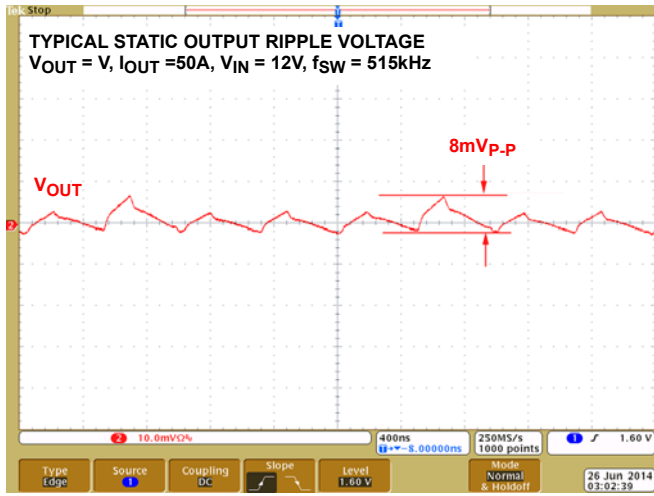 Tek Stop
T
TYPICAL STATIC OUTPUT RIPPLE VOLTAGE
VOUT = V, IOUT =50A, VIN = 12V, fSW = 515kHz
8mVP-P
VOUT
2
2 10.0mVΩ
400ns
T→▼−8.00000ns
250MS/s
1000 points
1 1.60 V
Type
Edge
Source
1
Coupling
DC
Slope
Level
1.60 V
Mode
Normal
& Holdoff
26 Jun 2014
03:02:39